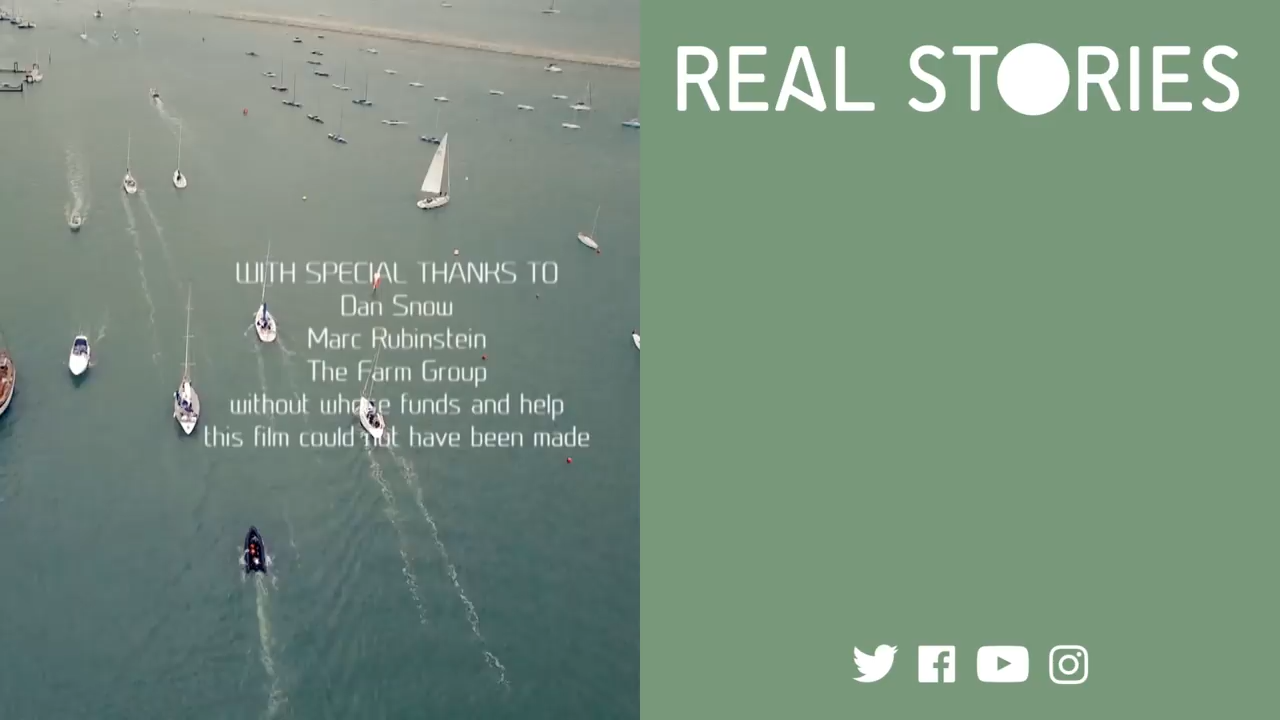 WITH SPECIAL THANKS TO
Dan Snow
Marc Rubinstein
The Farm Group
without whose funds and help
this film could not have been made
REAL STORIES